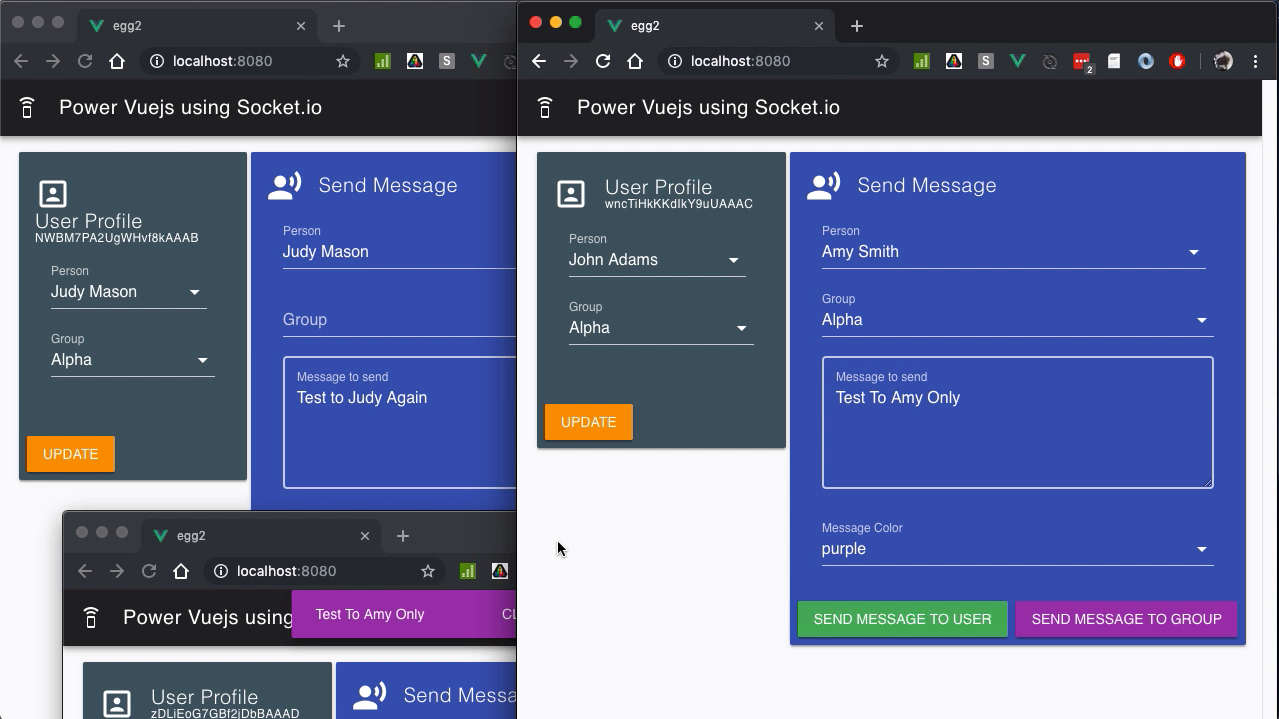 egg2
localhost:8080
S
Power Vuejs using Socket.io
User Profile
NWBM7PA2UgWHvf8kAAAB
Person
Judy Mason
Group
Alpha
UPDATE
Send Message
Person
Judy Mason
Group
Message to send
Test to Judy Again
egg2
localhost:8080
Power Vuejs using
Test To Amy Only
CL
User Profile
zDLiEoG7GBf2jDbBAAAD
Send Messa
egg2
localhost:8080
S
2
Power Vuejs using Socket.io
User Profile
wncTiHkKKdIkY9uUAAAC
Person
John Adams
Group
Alpha
UPDATE
Send Message
Person
Amy Smith
Group
Alpha
Message to send
Test To Amy Only
Message Color
purple
SEND MESSAGE TO USER
SEND MESSAGE TO GROUP